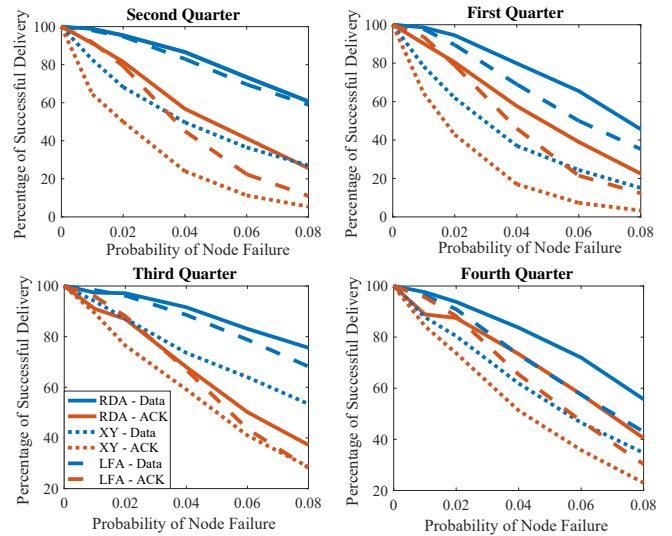 Second Quarter
Percentage of Successful Delivery
100
80
60
40
20
0
0 0.02 0.04 0.06 0.08
Probability of Node Failure
First Quarter
Percentage of Successful Delivery
100
80
60
40
20
0
0 0.02 0.04 0.06 0.08
Probability of Node Failure
Third Quarter
Percentage of Successful Delivery
100
80
60
40
20
RDA - Data
RDA - ACK
XY - Data
XY - ACK
LFA - Data
LFA - ACK
0 0.02 0.04 0.06 0.08
Probability of Node Failure
Fourth Quarter
Percentage of Successful Delivery
100
80
60
40
20
0 0.02 0.04 0.06 0.08
Probability of Node Failure